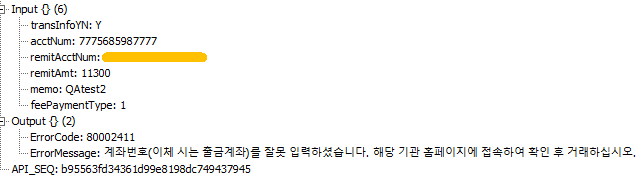 Input {} (6)
transInfoYN: Y
acctNum: 7775685987777
remitAcctNum:
remitAmt: 11300
memo: QAtest2
feePaymentType: 1
Output {} (2)
ErrorCode: 80002411
ErrorMessage: 계좌번호(이체 시는 출금계좌)를 잘못 입력하셨습니다. 해당 기관 홈페이지에 접속하여 확인 후 거래하십시오.
API_SEQ: b95563fd34361d99e8198dc749437945